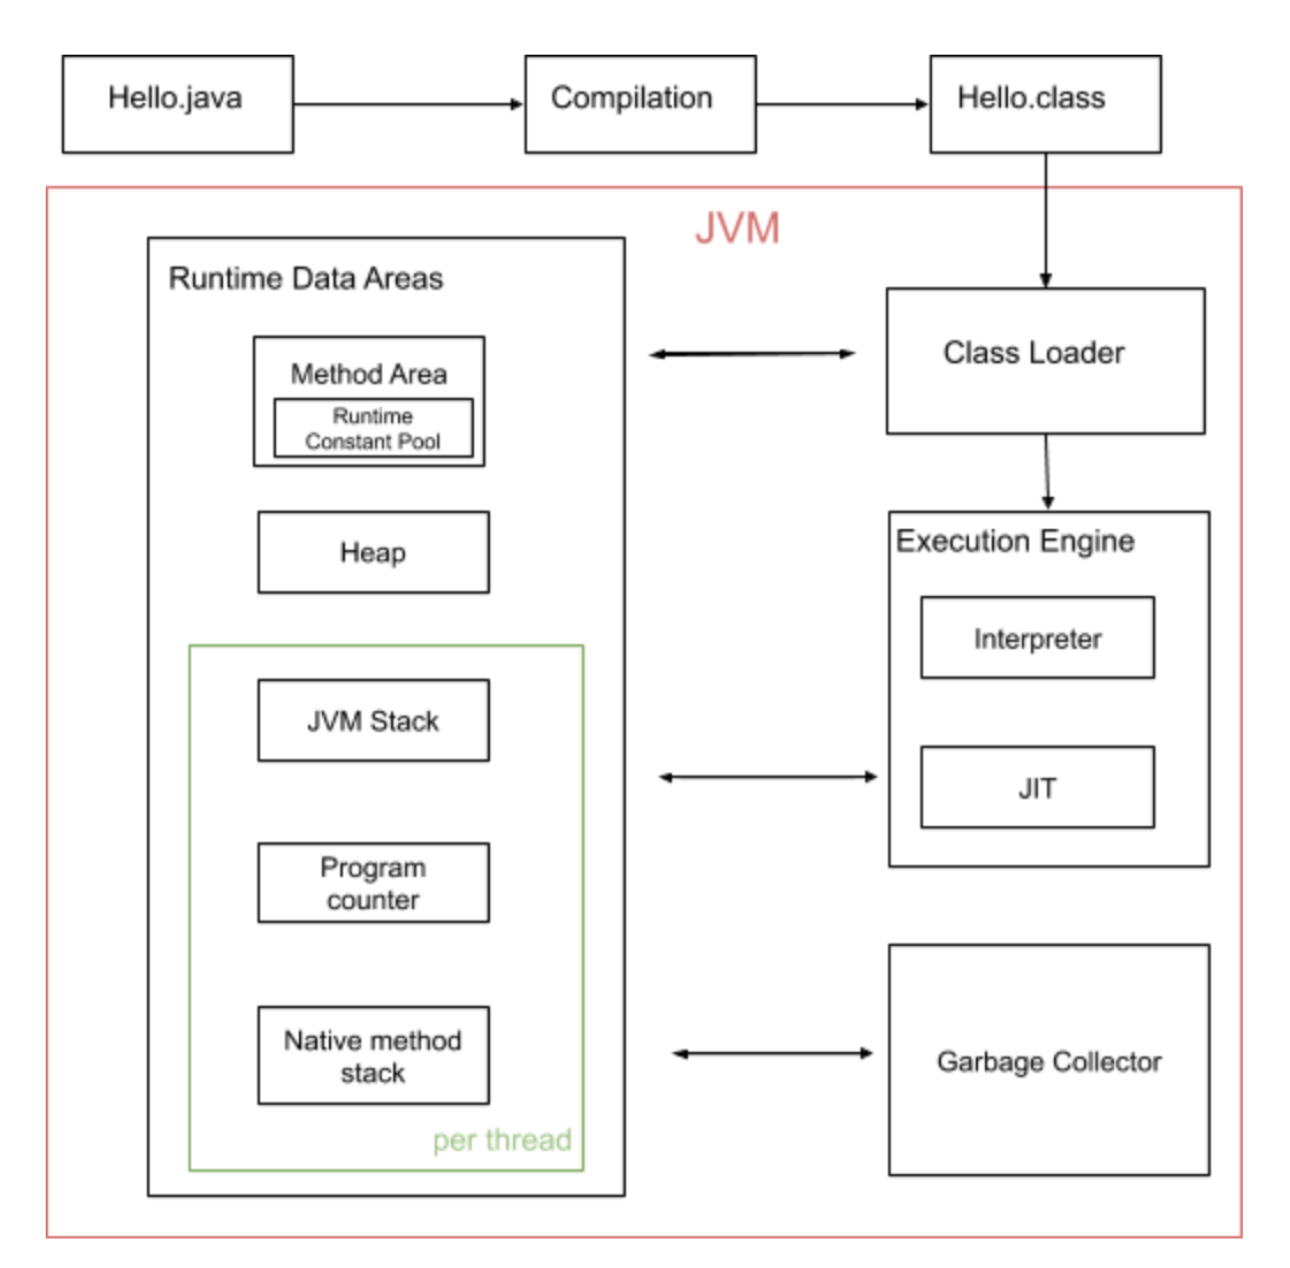 Hello.java
Compilation
Hello.class
JVM
Runtime Data Areas
Method Area
Runtime
Constant Pool
Heap
JVM Stack
Program
counter
Native method
stack
per thread
Class Loader
Execution Engine
Interpreter
JIT
Garbage Collector